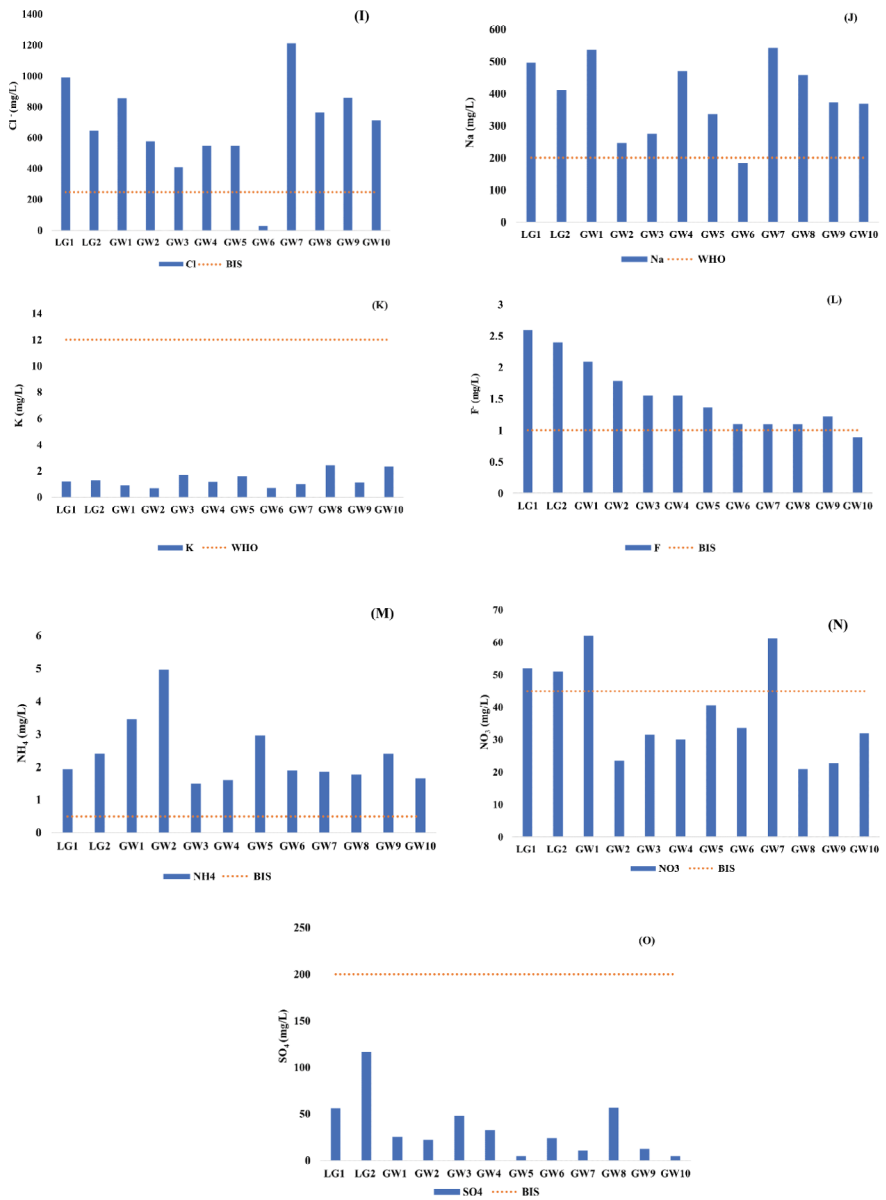 (I)
1400
1200
1000
800
600
400
200
0
Cl⁻ (mg/L)
LG1 LG2 GW1 GW2 GW3 GW4 GW5 GW6 GW7 GW8 GW9 GW10
Cl BIS
(J)
600
500
400
300
200
100
0
Na (mg/L)
LG1 LG2 GW1 GW2 GW3 GW4 GW5 GW6 GW7 GW8 GW9 GW10
Na WHO
(K)
14
12
10
8
6
4
2
0
K (mg/L)
LG1 LG2 GW1 GW2 GW3 GW4 GW5 GW6 GW7 GW8 GW9 GW10
K WHO
(L)
3
2.5
2
1.5
1
0.5
0
F⁻ (mg/L)
LG1 LG2 GW1 GW2 GW3 GW4 GW5 GW6 GW7 GW8 GW9 GW10
F BIS
(M)
6
5
4
3
2
1
0
NH₄ (mg/L)
LG1 LG2 GW1 GW2 GW3 GW4 GW5 GW6 GW7 GW8 GW9 GW10
NH4 BIS
(N)
70
60
50
40
30
20
10
0
NO₃ (mg/L)
LG1 LG2 GW1 GW2 GW3 GW4 GW5 GW6 GW7 GW8 GW9 GW10
NO3 BIS
(O)
250
200
150
100
50
0
SO₄ (mg/L)
LG1 LG2 GW1 GW2 GW3 GW4 GW5 GW6 GW7 GW8 GW9 GW10
SO4 BIS